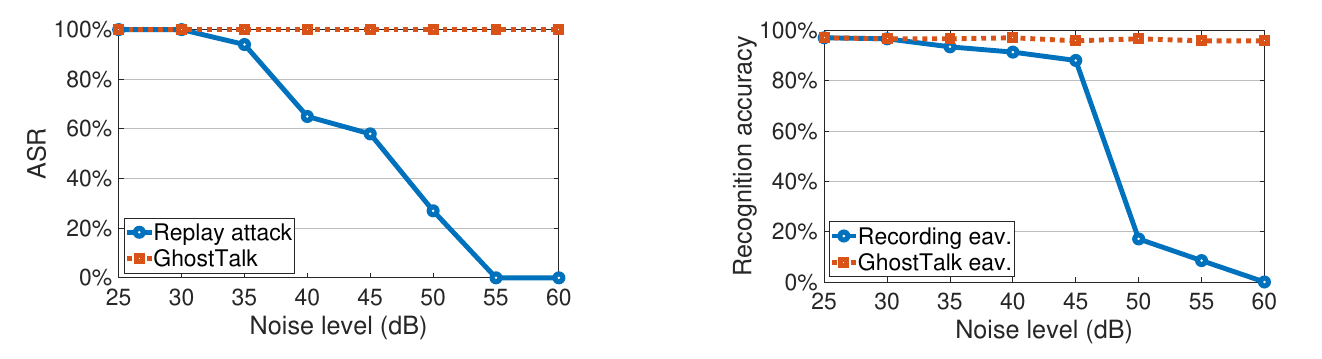 100%
80%
60%
40%
20%
0%
ASR
Replay attack
GhostTalk
25 30 35 40 45 50 55 60
Noise level (dB)
100%
80%
60%
40%
20%
0%
Recognition accuracy
Recording eav.
GhostTalk eav.
25 30 35 40 45 50 55 60
Noise level (dB)